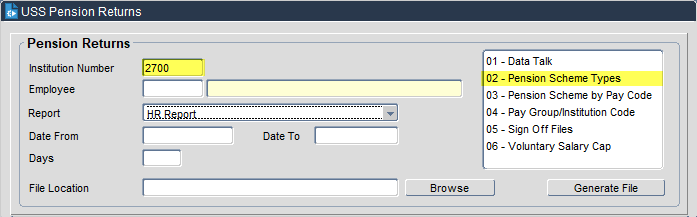 USS Pension Returns
Pension Returns
Institution Number 2700
Employee
Report HR Report
Date From Date To
Days
File Location Browse Generate File
01 - Data Talk
02 - Pension Scheme Types
03 - Pension Scheme by Pay Code
04 - Pay Group/Institution Code
05 - Sign Off Files
06 - Voluntary Salary Cap